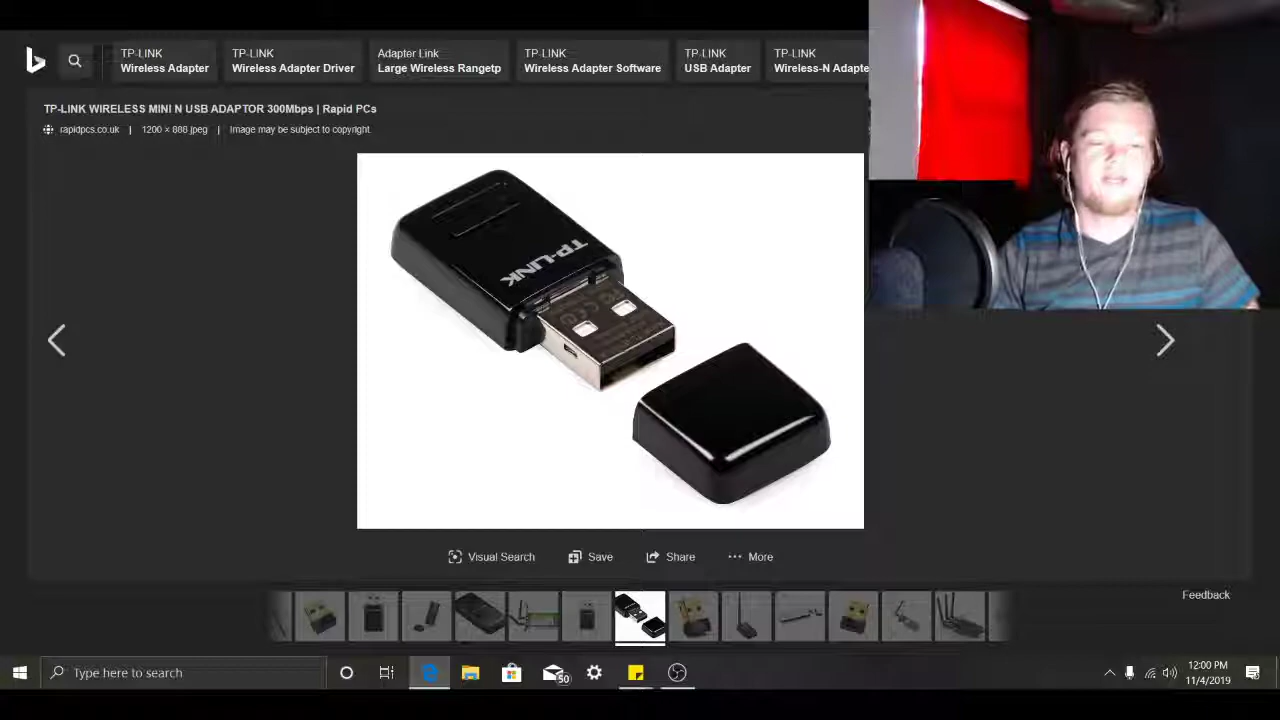 TP-LINK
Wireless Adapter
TP-LINK
Wireless Adapter Driver
Adapter Link
Large Wireless Rangetp
TP-LINK
Wireless Adapter Software
TP-LINK
USB Adapter
TP-LINK
Wireless-N Adapte
TP-LINK WIRELESS MINI N USB ADAPTOR 300Mbps | Rapid PCs
rapidpcs.co.uk | 1200 × 888 jpeg | Image may be subject to copyright.
TP-LINK
Visual Search
Save
Share
More
Feedback
Type here to search
50
12:00 PM
11/4/2019